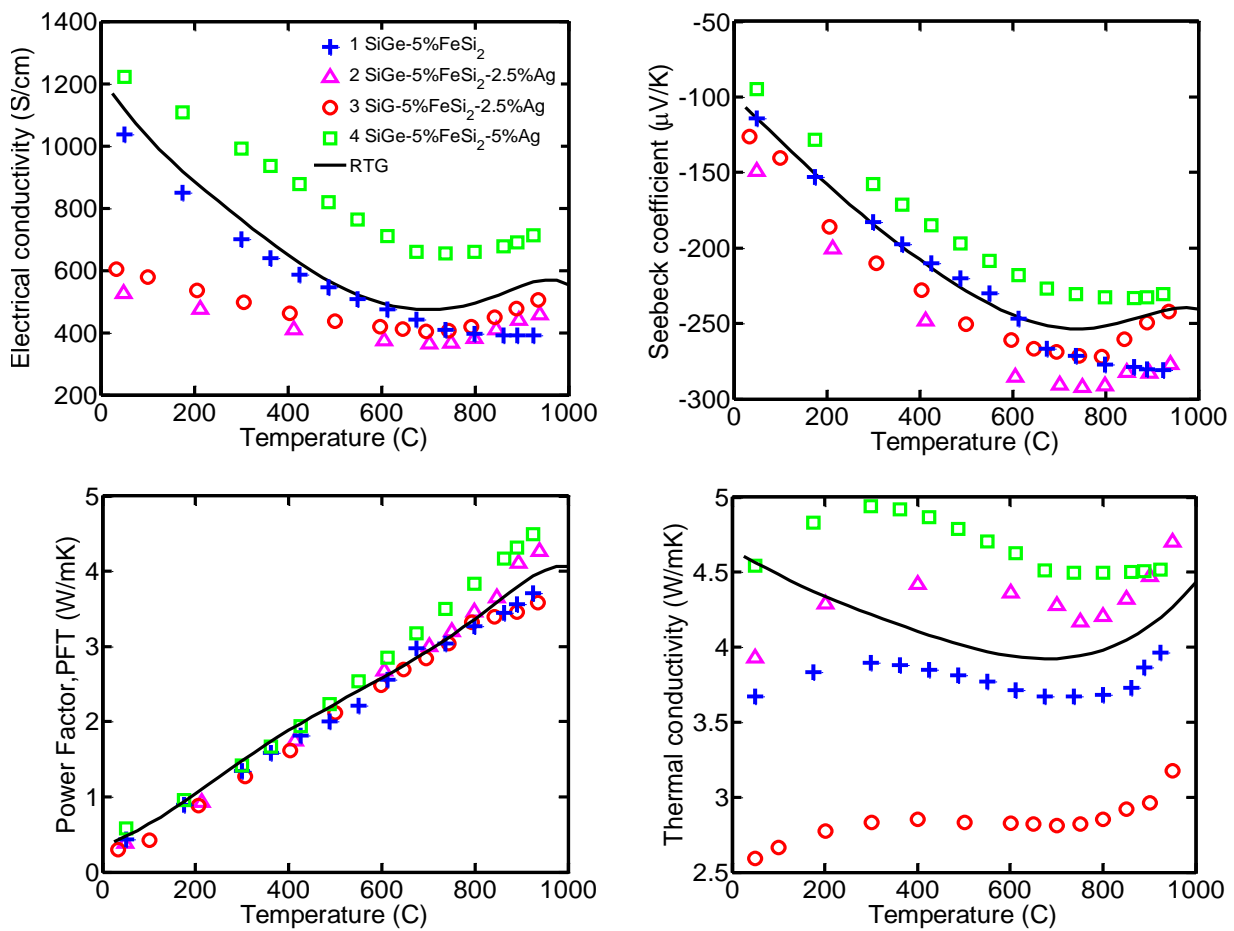 1400
1200
1000
800
600
400
200
0 200 400 600 800 1000
Temperature (C)
Electrical conductivity (S/cm)
1 SiGe-5%FeSi2
2 SiGe-5%FeSi2-2.5%Ag
3 SiG-5%FeSi2-2.5%Ag
4 SiGe-5%FeSi2-5%Ag
RTG
-50
-100
-150
-200
-250
-300
0 200 400 600 800 1000
Temperature (C)
Seebeck coefficient (μV/K)
5
4
3
2
1
0
0 200 400 600 800 1000
Temperature (C)
Power Factor,PFT (W/mK)
5
4.5
4
3.5
3
2.5
0 200 400 600 800 1000
Temperature (C)
Thermal conductivity (W/mK)